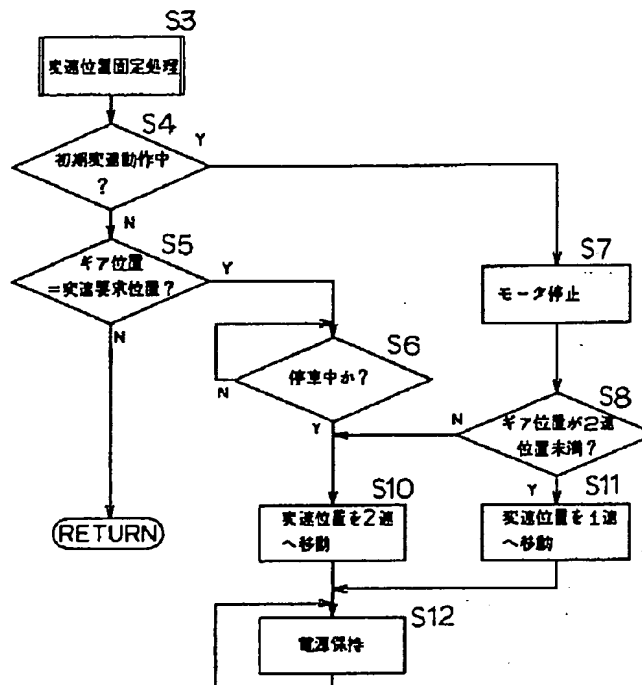 S3
変速位置固定処理
S4
初期変速動作中
?
Y
N
S5
ギア位置
=変速要求位置?
Y
N
S7
モータ停止
S6
停車中か?
N
Y
S8
ギア位置が2速
位置未満?
N
Y
S10
変速位置を2速
へ移動
S11
変速位置を1速
へ移動
RETURN
S12
電源保持